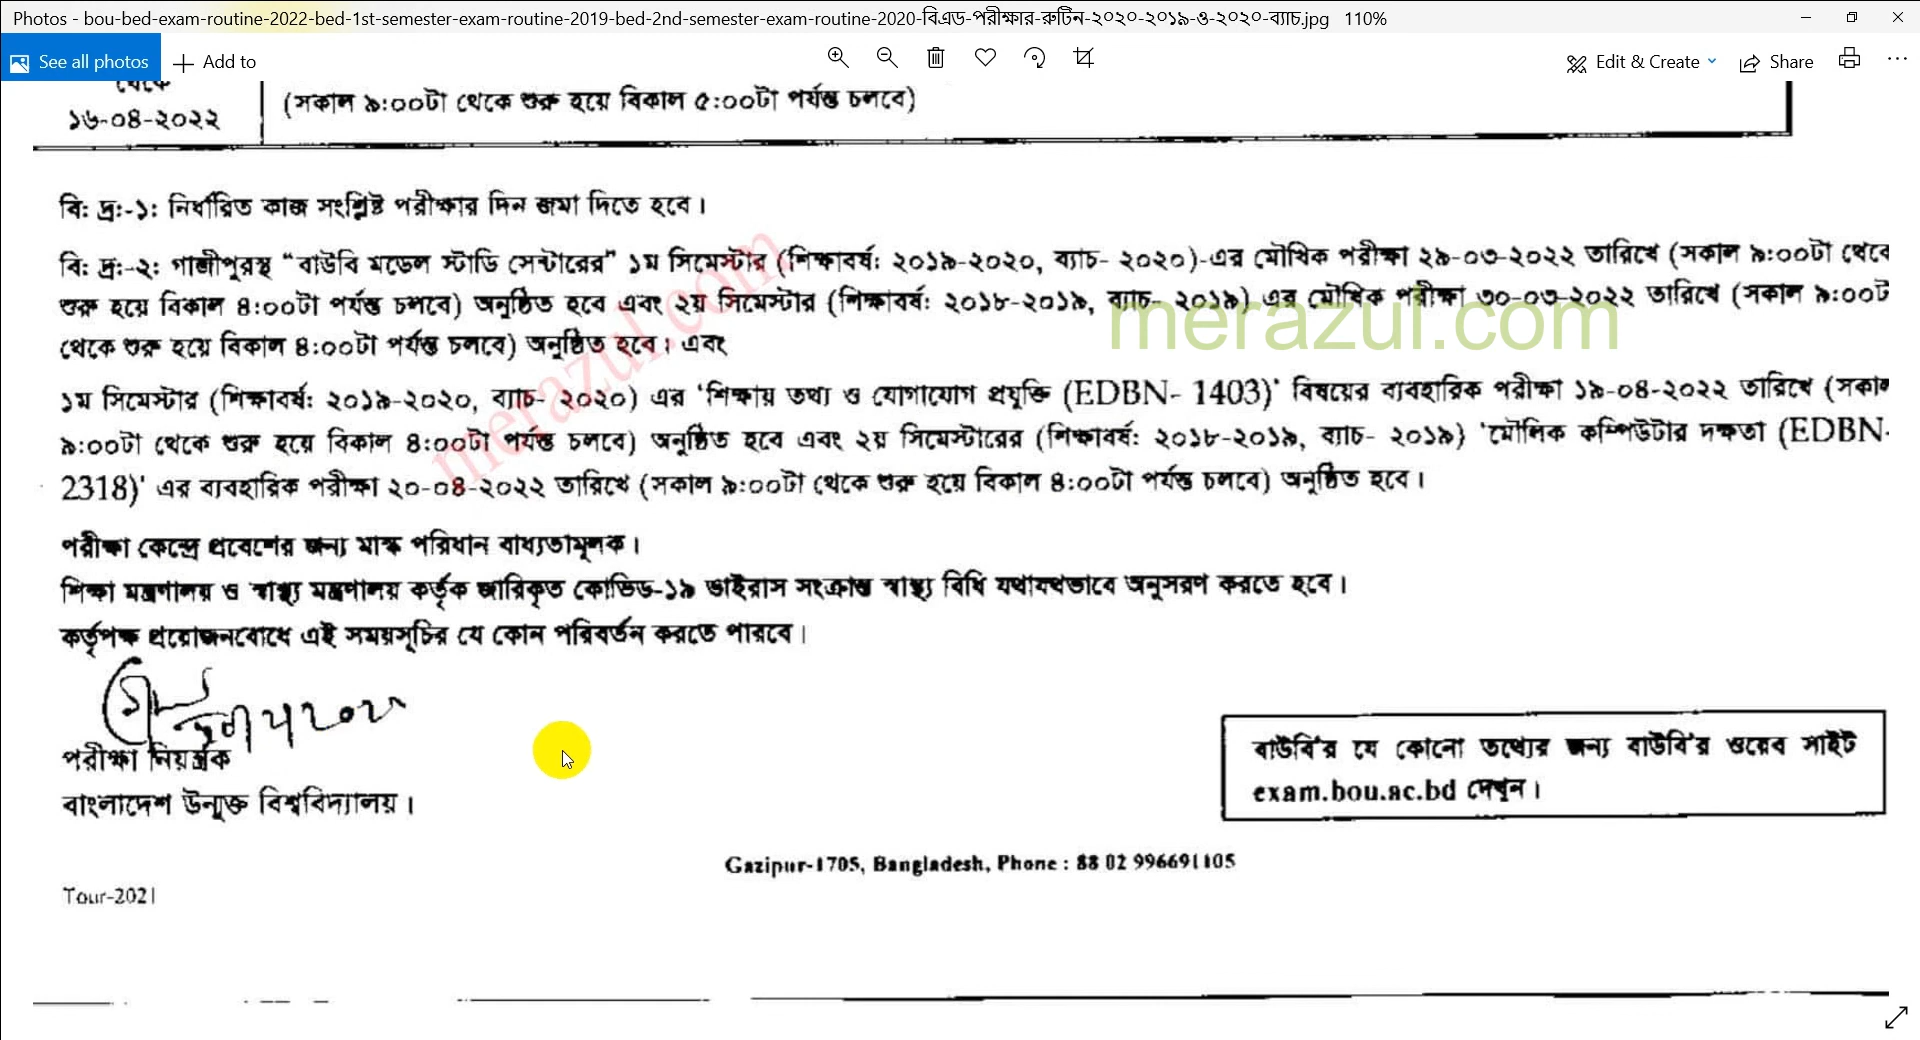 Photos - bou-bed-exam-routine-2022-bed-1st-semester-exam-routine-2019-bed-2nd-semester-exam-routine-2020-বিএড-পরীক্ষার-রুটিন-২০২০-২০১৯-ও-২০২০-ব্যাচ.jpg 110%
See all photos Add to Edit & Create Share
থেকে
(সকাল ৯:০০টা থেকে শুরু হয়ে বিকাল ৫:০০টা পর্যন্ত চলবে)
১৬-০৪-২০২২
বি: দ্র:-১: নির্ধারিত কাজ সংশ্লিষ্ট পরীক্ষার দিন জমা দিতে হবে।
বি: দ্র:-২: গাজীপুরস্থ “বাউবি মডেল স্টাডি সেন্টারের” ১ম সিমেস্টার (শিক্ষাবর্ষ: ২০১৯-২০২০, ব্যাচ- ২০২০)-এর মৌখিক পরীক্ষা ২৯-০৩-২০২২ তারিখে (সকাল ৯:০০টা থেকে
শুরু হয়ে বিকাল ৪:০০টা পর্যন্ত চলবে) অনুষ্ঠিত হবে এবং ২য় সিমেস্টার (শিক্ষাবর্ষ: ২০১৮-২০১৯, ব্যাচ- ২০১৯) এর মৌখিক পরীক্ষা ৩০-০৩-২০২২ তারিখে (সকাল ৯:০০টা
থেকে শুরু হয়ে বিকাল ৪:০০টা পর্যন্ত চলবে) অনুষ্ঠিত হবে। এবং
merazul.com
merazul.com
১ম সিমেস্টার (শিক্ষাবর্ষ: ২০১৯-২০২০, ব্যাচ- ২০২০) এর ‘শিক্ষায় তথ্য ও যোগাযোগ প্রযুক্তি (EDBN- 1403)’ বিষয়ের ব্যবহারিক পরীক্ষা ১৯-০৪-২০২২ তারিখে (সকাল
৯:০০টা থেকে শুরু হয়ে বিকাল ৪:০০টা পর্যন্ত চলবে) অনুষ্ঠিত হবে এবং ২য় সিমেস্টারের (শিক্ষাবর্ষ: ২০১৮-২০১৯, ব্যাচ- ২০১৯) ‘মৌলিক কম্পিউটার দক্ষতা (EDBN-
2318)’ এর ব্যবহারিক পরীক্ষা ২০-০৪-২০২২ তারিখে (সকাল ৯:০০টা থেকে শুরু হয়ে বিকাল ৪:০০টা পর্যন্ত চলবে) অনুষ্ঠিত হবে।
পরীক্ষা কেন্দ্রে প্রবেশের জন্য মাস্ক পরিধান বাধ্যতামূলক।
শিক্ষা মন্ত্রণালয় ও স্বাস্থ্য মন্ত্রণালয় কর্তৃক জারিকৃত কোভিড-১৯ ভাইরাস সংক্রান্ত স্বাস্থ্য বিধি যথাযথভাবে অনুসরণ করতে হবে।
কর্তৃপক্ষ প্রয়োজনবোধে এই সময়সূচির যে কোন পরিবর্তন করতে পারবে।
পরীক্ষা নিয়ন্ত্রক
বাংলাদেশ উন্মুক্ত বিশ্ববিদ্যালয়।
বাউবি’র যে কোনো তথ্যের জন্য বাউবি’র ওয়েব সাইট
exam.bou.ac.bd দেখুন।
Gazipur-1705, Bangladesh, Phone : 88 02 996691105
Tour-2021